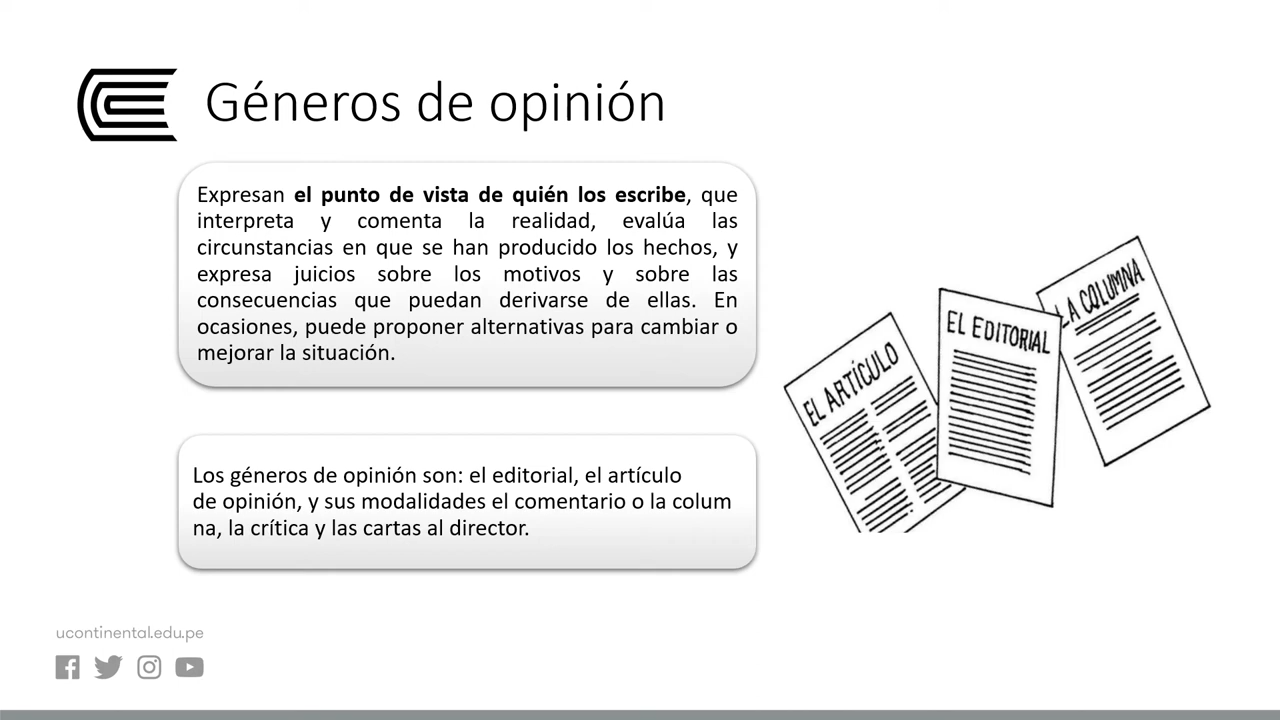 Géneros de opinión
Expresan el punto de vista de quién los escribe, que
interpreta y comenta la realidad, evalúa las
circunstancias en que se han producido los hechos, y
expresa juicios sobre los motivos y sobre las
consecuencias que puedan derivarse de ellas. En
ocasiones, puede proponer alternativas para cambiar o
mejorar la situación.
Los géneros de opinión son: el editorial, el artículo
de opinión, y sus modalidades el comentario o la colum
na, la crítica y las cartas al director.
EL ARTÍCULO
EL EDITORIAL
LA COLUMNA
ucontinental.edu.pe